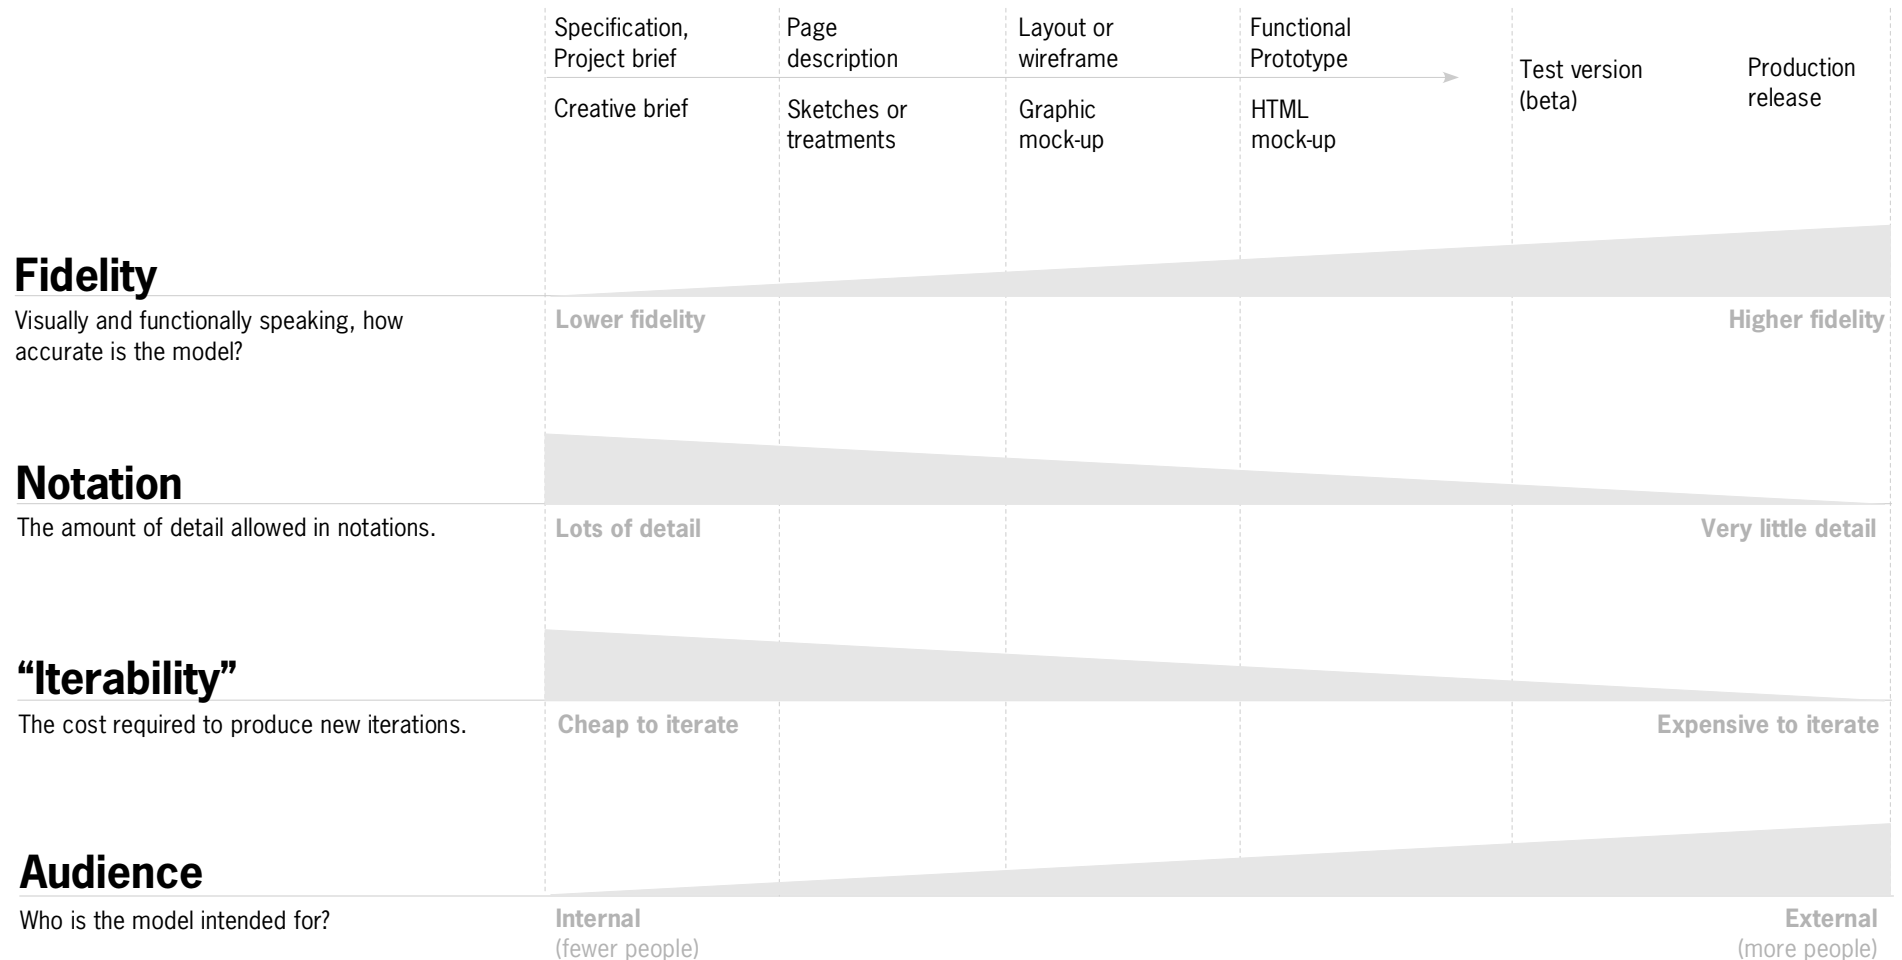 Specification,
Project brief
Page
description
Layout or
wireframe
Functional
Prototype
Creative brief
Sketches or
treatments
Graphic
mock-up
HTML
mock-up
Test version
(beta)
Production
release
Fidelity
Visually and functionally speaking, how
accurate is the model?
Lower fidelity
Higher fidelity
Notation
The amount of detail allowed in notations.
Lots of detail
Very little detail
“Iterability”
The cost required to produce new iterations.
Cheap to iterate
Expensive to iterate
Audience
Who is the model intended for?
Internal
(fewer people)
External
(more people)